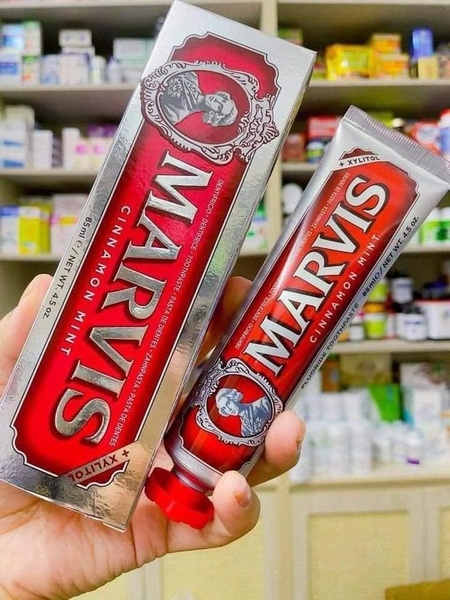 MARVIS
CINNAMON MINT
85ml / NET WT 4.5 oz.
DENTIFRICIO · DENTIFRICE · TOOTHPASTE · PASTA DE DENTES · ZAHNPASTA · PASTA DE DIENTES
+ XYLITOL
+ XYLITOL
MARVIS
CINNAMON MINT
FLUORIDE TOOTHPASTE
85ml / NET WT. 4.5 oz.